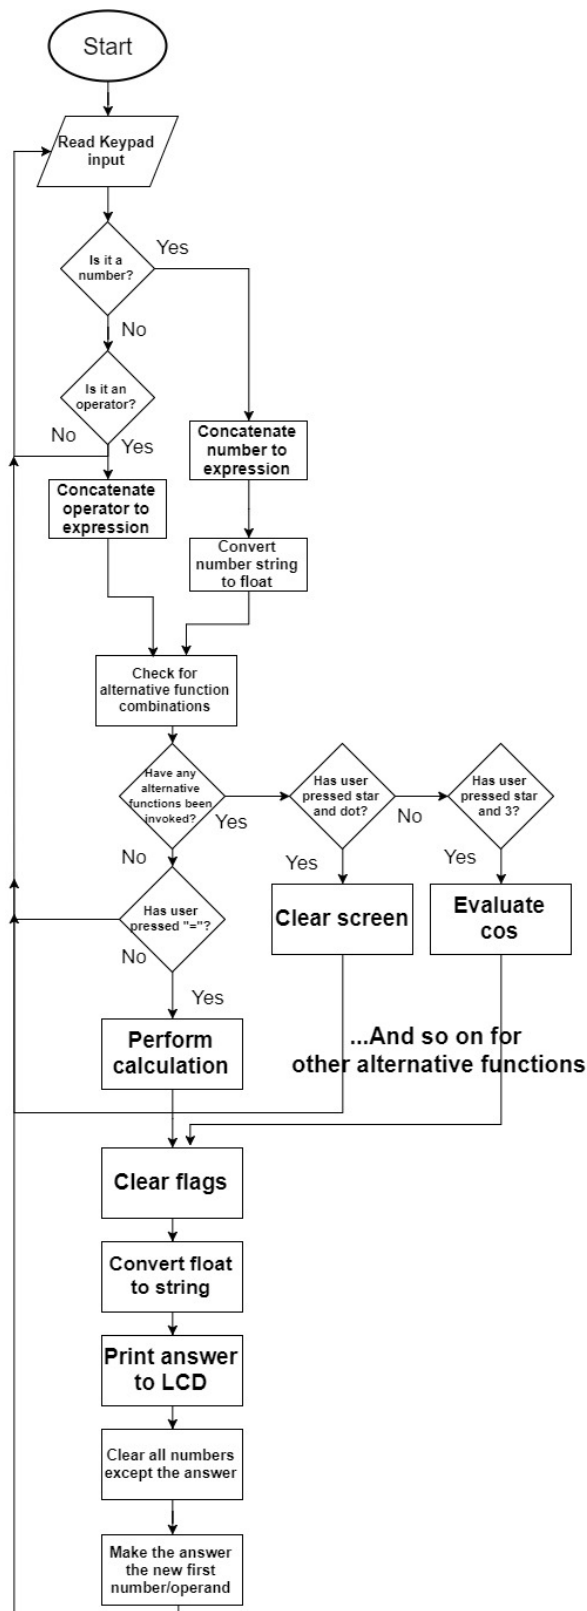 Start
Read Keypad
input
Is it a
number?
Yes
No
Is it an
operator?
No
Yes
Concatenate
number to
expression
Concatenate
operator to
expression
Convert
number string
to float
Check for
alternative function
combinations
Have any
alternative
functions been
invoked?
Yes
No
Has user
pressed star
and dot?
No
Yes
Has user
pressed star
and 3?
Yes
Has user
pressed "="?
No
Yes
Clear screen
Evaluate
cos
Perform
calculation
...And so on for
other alternative functions
Clear flags
Convert float
to string
Print answer
to LCD
Clear all numbers
except the answer
Make the answer
the new first
number/operand